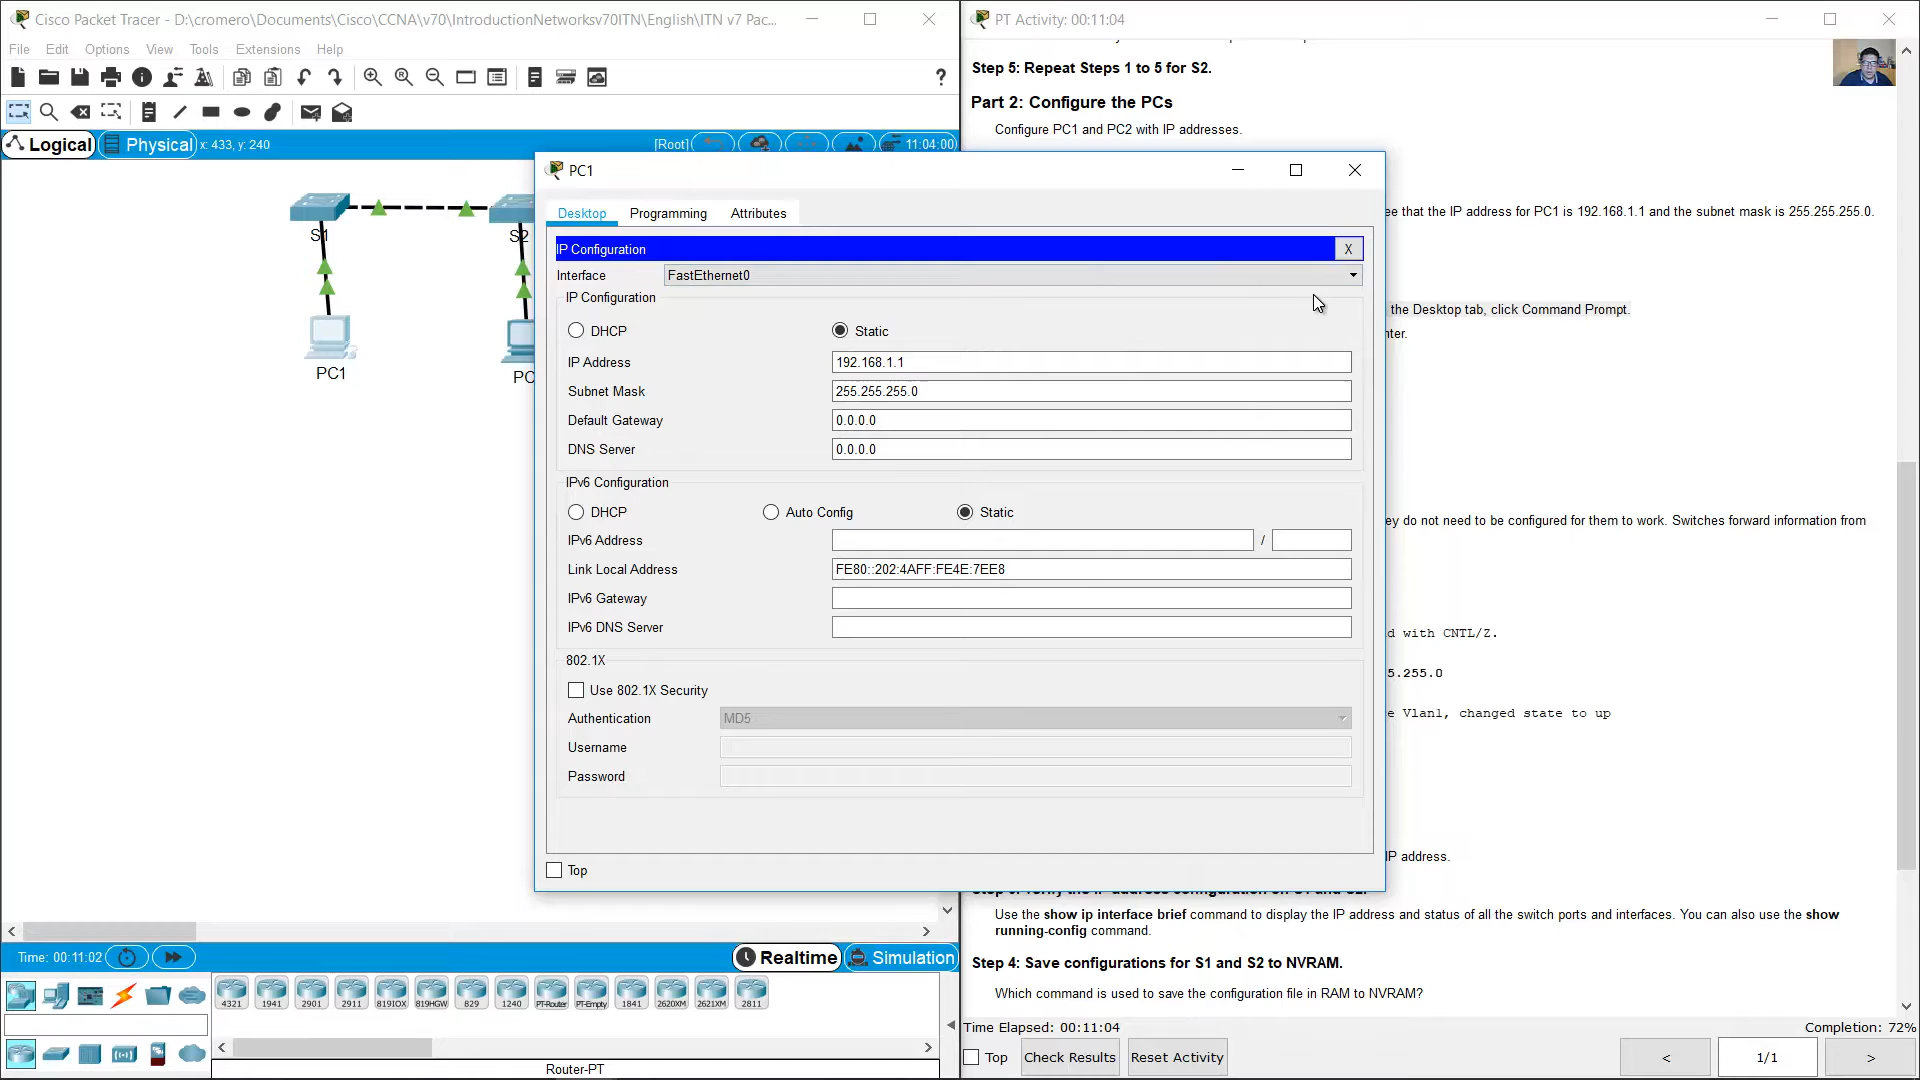 Cisco Packet Tracer - D:\cromero\Documents\Cisco\CCNA\v70\IntroductionNetworksv70ITN\English\ITN v7 Pac...
File Edit Options View Tools Extensions Help
?
Logical
Physical
x: 433, y: 240
[Root]
11:04:00
S1
S2
PC1
PC
PC1
Desktop Programming Attributes
IP Configuration
X
Interface FastEthernet0
IP Configuration
DHCP Static
IP Address 192.168.1.1
Subnet Mask 255.255.255.0
Default Gateway 0.0.0.0
DNS Server 0.0.0.0
IPv6 Configuration
DHCP Auto Config Static
IPv6 Address /
Link Local Address FE80::202:4AFF:FE4E:7EE8
IPv6 Gateway
IPv6 DNS Server
802.1X
Use 802.1X Security
Authentication MD5
Username
Password
Top
Time: 00:11:02
Realtime
Simulation
4321 1941 2901 2911 819IOX 819HGW 829 1240 PT-Router PT-Empty 1841 2620XM 2621XM 2811
Router-PT
PT Activity: 00:11:04
Step 5: Repeat Steps 1 to 5 for S2.
Part 2: Configure the PCs
Configure PC1 and PC2 with IP addresses.
ee that the IP address for PC1 is 192.168.1.1 and the subnet mask is 255.255.255.0.
the Desktop tab, click Command Prompt.
ter.
ey do not need to be configured for them to work. Switches forward information from
d with CNTL/Z.
5.255.0
e Vlan1, changed state to up
IP address.
Use the show ip interface brief command to display the IP address and status of all the switch ports and interfaces. You can also use the show
running-config command.
Step 4: Save configurations for S1 and S2 to NVRAM.
Which command is used to save the configuration file in RAM to NVRAM?
Time Elapsed: 00:11:04
Completion: 72%
Top
Check Results
Reset Activity
<
1/1
>